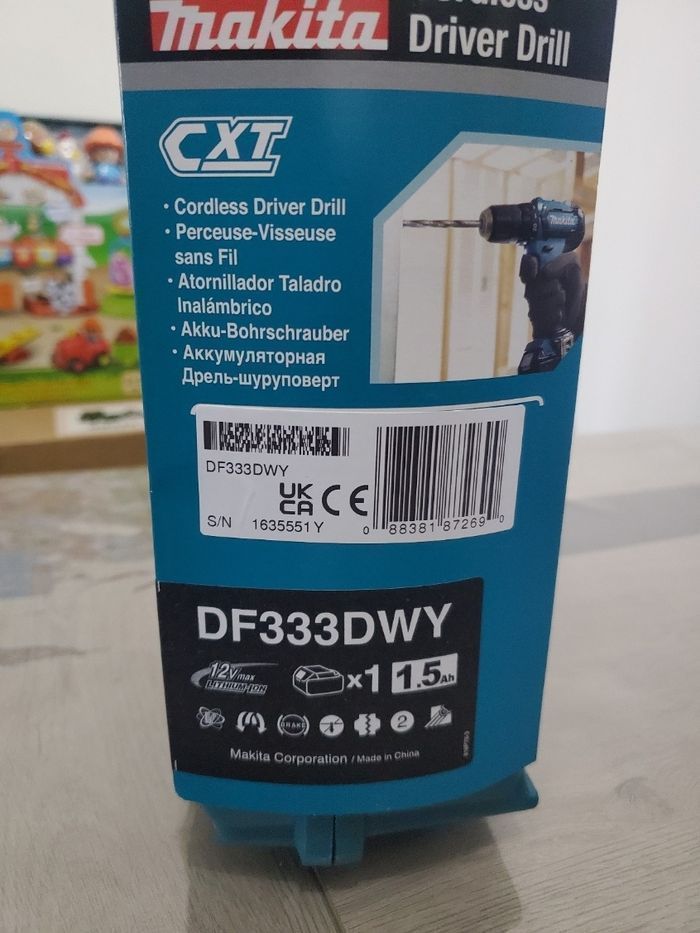 makita
Driver Drill
CXT
· Cordless Driver Drill
· Perceuse-Visseuse
sans Fil
· Atornillador Taladro
Inalámbrico
· Akku-Bohrschrauber
· Аккумуляторная
Дрель-шуруповерт
makita
DF333DWY
UK
CA CE
S/N 1635551Y
0 88381 87269 0
DF333DWY
12Vmax
LITHIUM-ION
x1 1.5Ah
BRAKE
2
Makita Corporation / Made in China